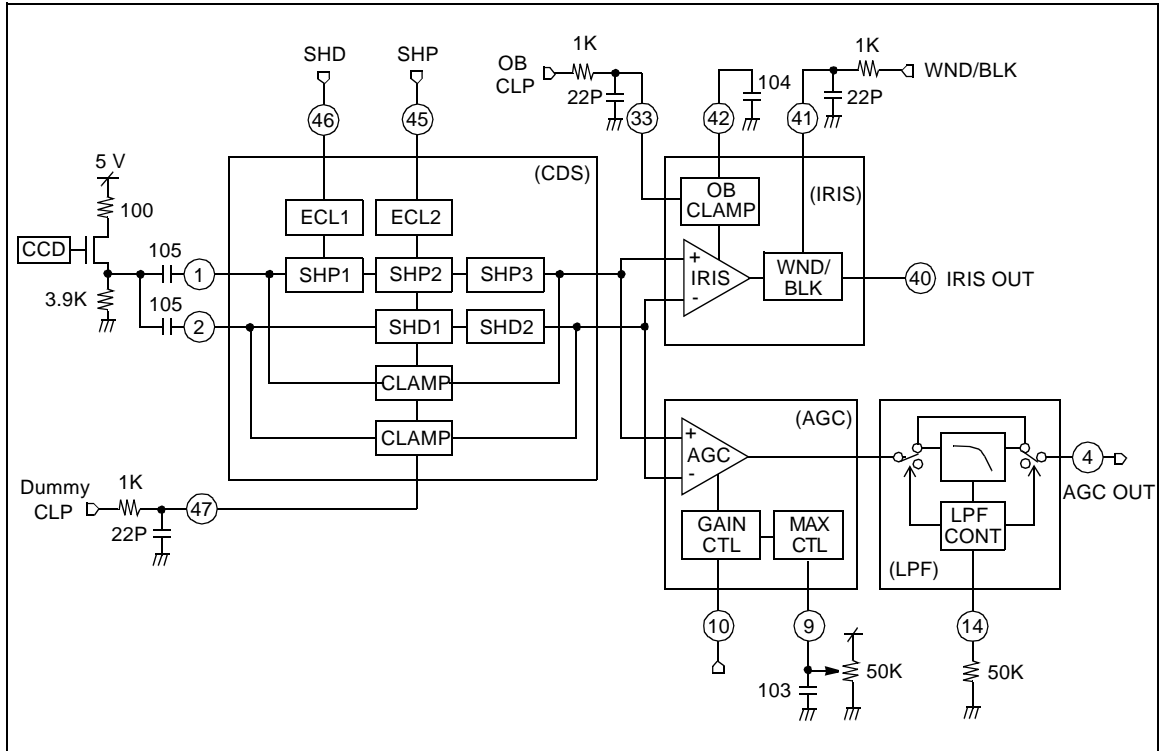 SHD
SHP
OB
CLP
1K
22P
33
104
42
1K
WND/BLK
22P
41
46
45
5 V
100
CCD
105
1
3.9K
105
2
(CDS)
ECL1
ECL2
SHP1
SHP2
SHP3
SHD1
SHD2
CLAMP
CLAMP
OB
CLAMP
(IRIS)
+
IRIS
-
WND/
BLK
40
IRIS OUT
Dummy
CLP
1K
22P
47
(AGC)
+
AGC
-
GAIN
CTL
MAX
CTL
10
9
103
50K
LPF
CONT
(LPF)
4
AGC OUT
14
50K